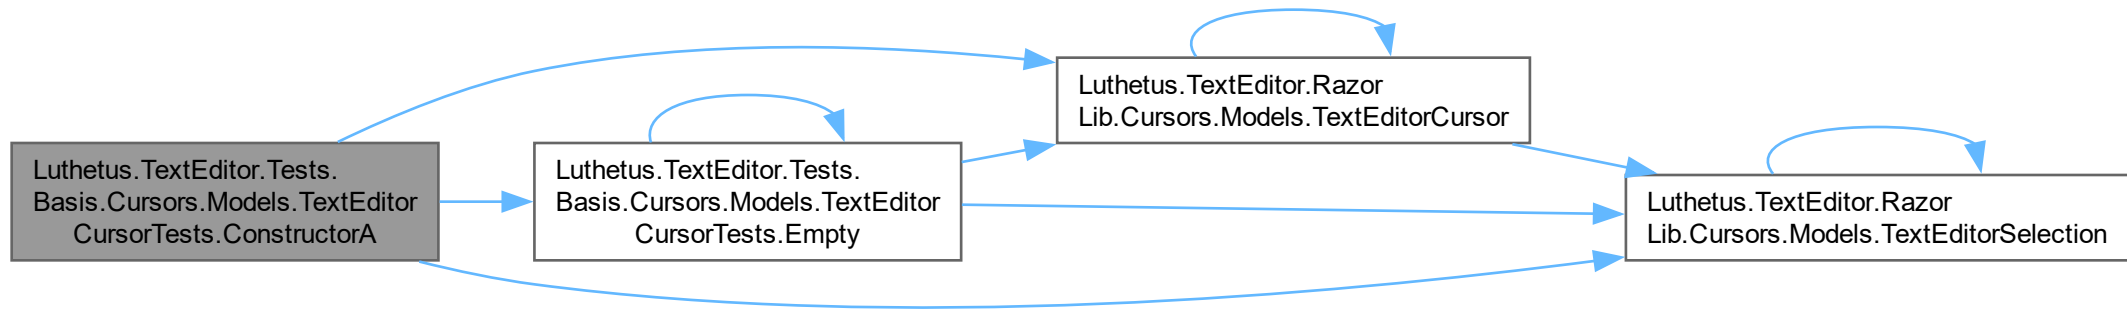 Luthetus.TextEditor.Tests.
Basis.Cursors.Models.TextEditor
CursorTests.ConstructorA
Luthetus.TextEditor.Tests.
Basis.Cursors.Models.TextEditor
CursorTests.Empty
Luthetus.TextEditor.Razor
Lib.Cursors.Models.TextEditorCursor
Luthetus.TextEditor.Razor
Lib.Cursors.Models.TextEditorSelection